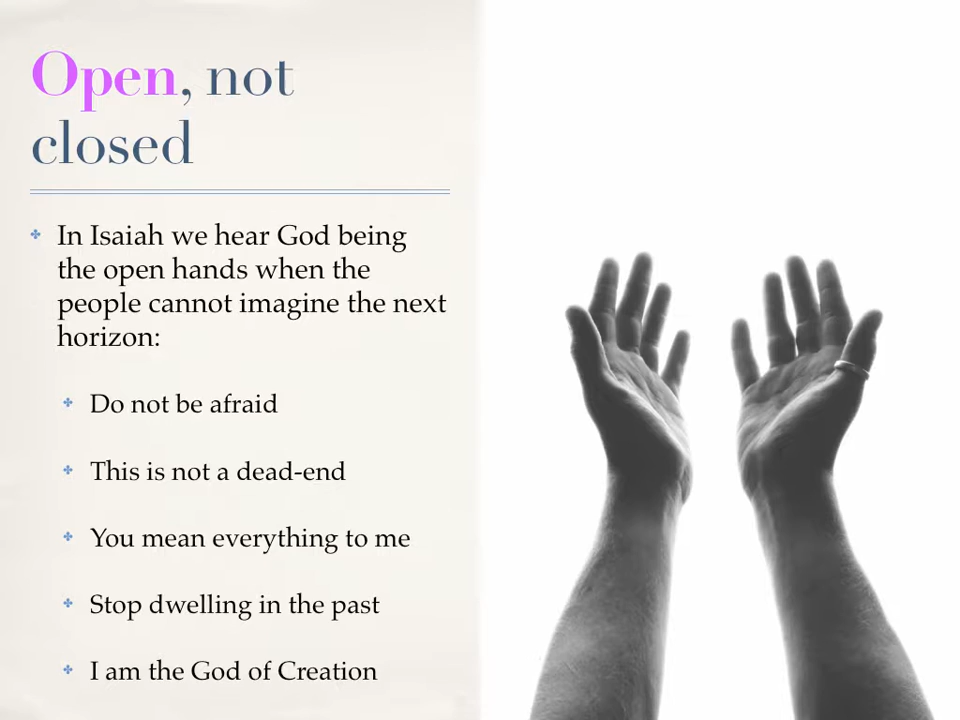 Open, not
closed
In Isaiah we hear God being
the open hands when the
people cannot imagine the next
horizon:
Do not be afraid
This is not a dead-end
You mean everything to me
Stop dwelling in the past
I am the God of Creation